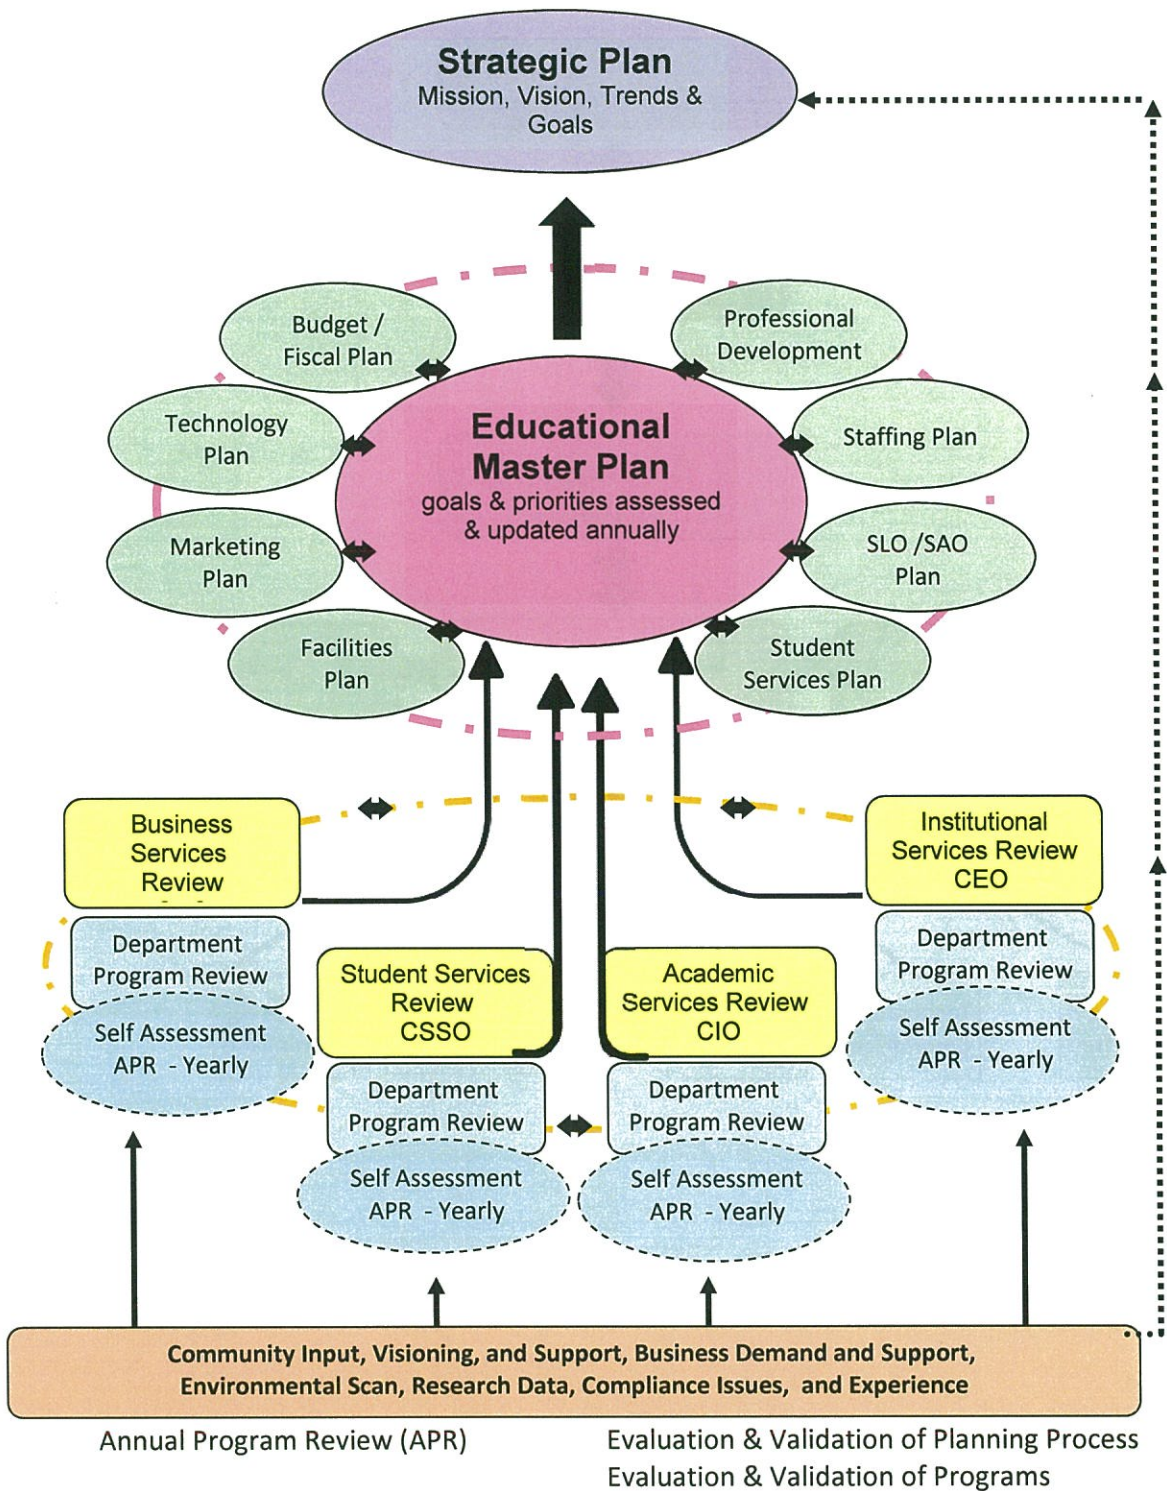 Strategic Plan
Mission, Vision, Trends &
Goals
Budget /
Fiscal Plan
Professional
Development
Technology
Plan
Educational
Master Plan
goals & priorities assessed
& updated annually
Staffing Plan
Marketing
Plan
SLO /SAO
Plan
Facilities
Plan
Student
Services Plan
Business
Services
Review
Institutional
Services Review
CEO
Department
Program Review
Self Assessment
APR - Yearly
Student Services
Review
CSSO
Academic
Services Review
CIO
Department
Program Review
Self Assessment
APR - Yearly
Department
Program Review
Self Assessment
APR - Yearly
Department
Program Review
Self Assessment
APR - Yearly
Community Input, Visioning, and Support, Business Demand and Support,
Environmental Scan, Research Data, Compliance Issues, and Experience
Annual Program Review (APR)
Evaluation & Validation of Planning Process
Evaluation & Validation of Programs